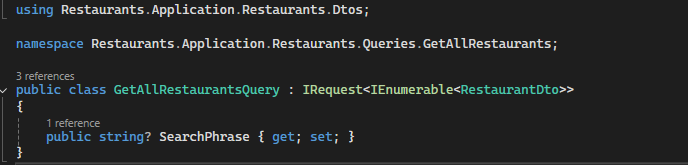 using Restaurants.Application.Restaurants.Dtos;
namespace Restaurants.Application.Restaurants.Queries.GetAllRestaurants;
3 references
public class GetAllRestaurantsQuery : IRequest<IEnumerable<RestaurantDto>>
{
1 reference
public string? SearchPhrase { get; set; }
}